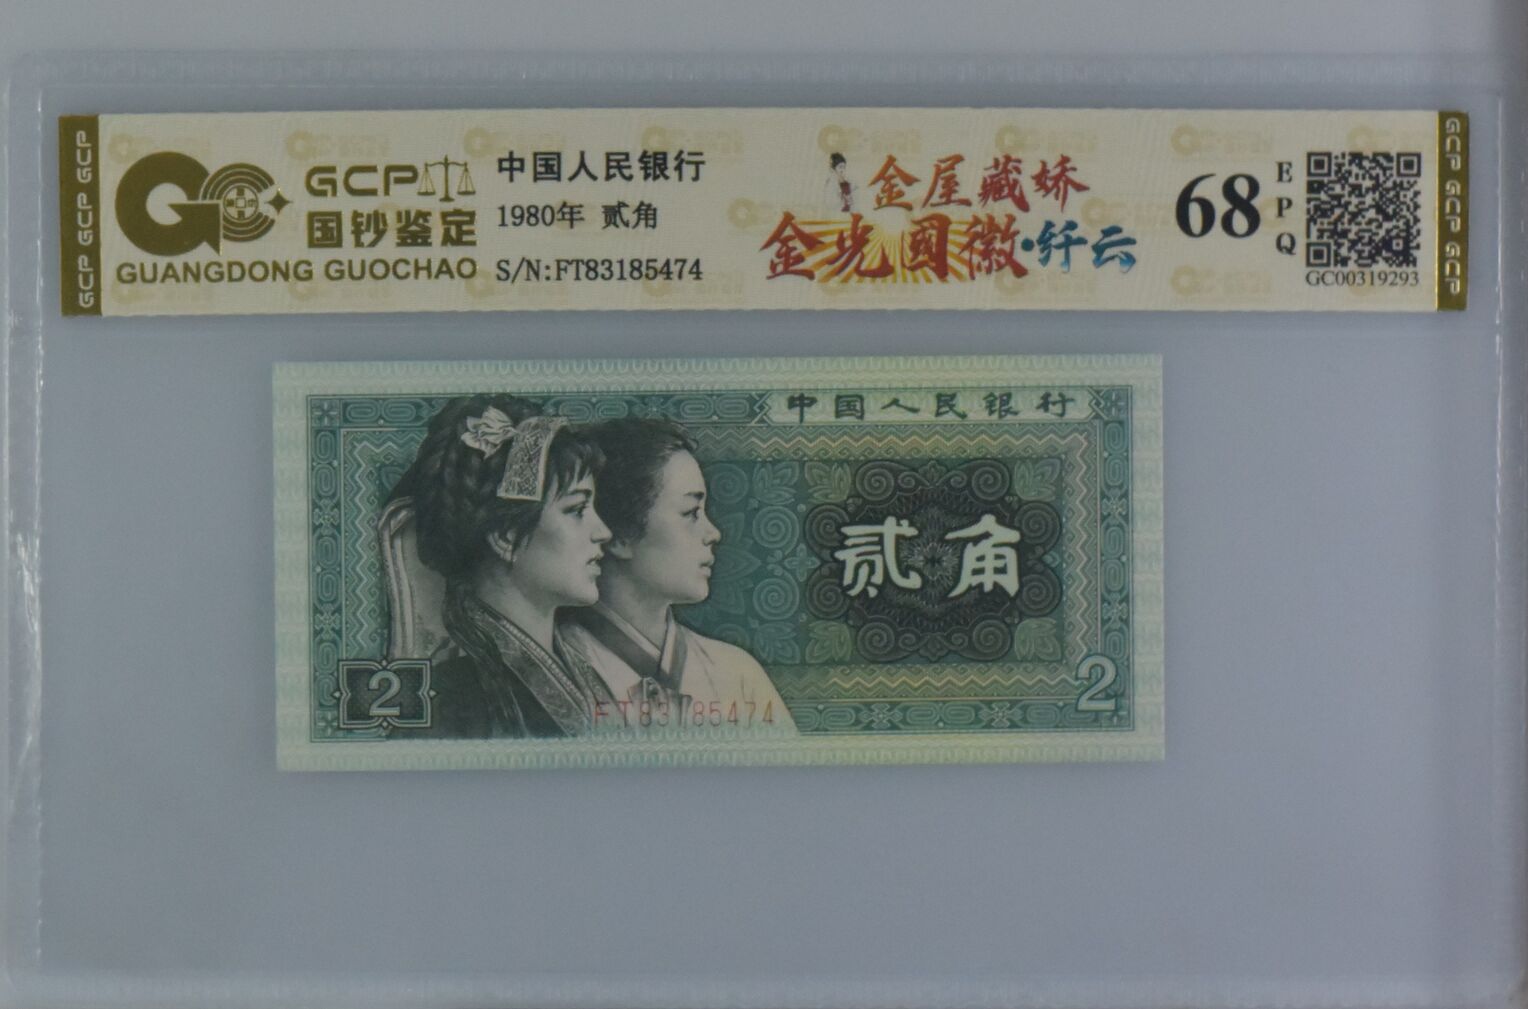 GCP GCP GCP
GCP
国钞鉴定
GUANGDONG GUOCHAO
中国人民银行
1980年 贰角
S/N:FT83185474
金屋藏娇
金光國徽·纤云
68
EPQ
GC00319293
GCP GCP GCP
中国人民银行
贰角
2
2
FT83185474